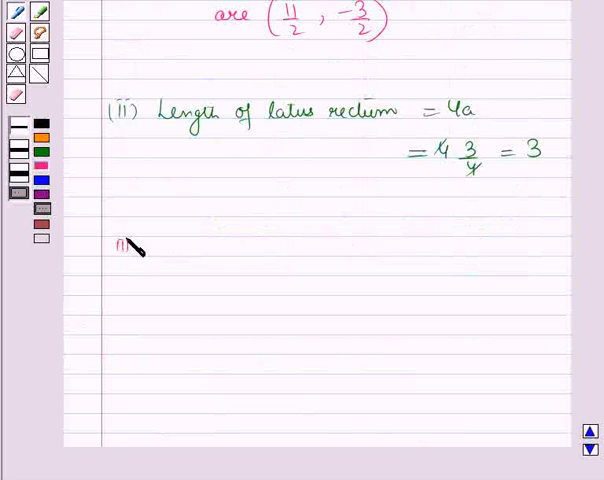 are (11/2, -3/2)
(II) Length of latus rectum = 4a
= 4 3/4 = 3